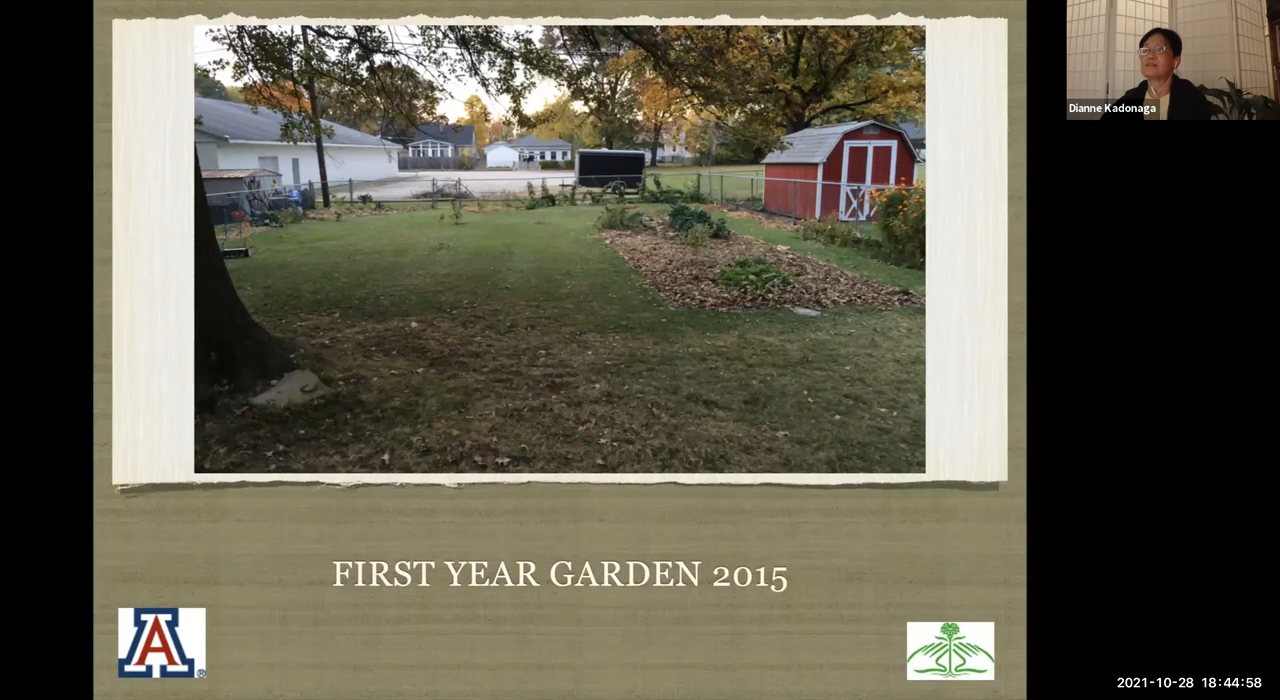 Dianne Kadonaga
FIRST YEAR GARDEN 2015
A
®
2021-10-28 18:44:58